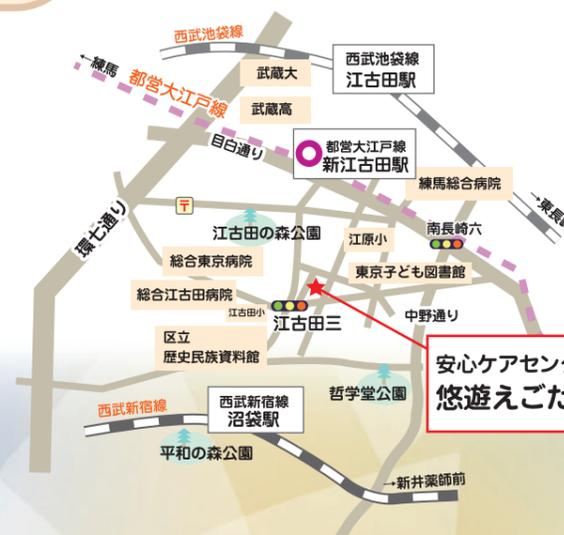 西武池袋線
西武池袋線
江古田駅
←練馬
都営大江戸線
武蔵大
武蔵高
都営大江戸線
新江古田駅
目白通り
練馬総合病院
→東長
環七通り
〒
江古田の森公園
江原小
南長崎六
総合東京病院
東京子ども図書館
総合江古田病院
江古田小
江古田三
中野通り
区立
歴史民族資料館
安心ケアセン
悠遊えごた
哲学堂公園
西武新宿線
西武新宿線
沼袋駅
平和の森公園
→新井薬師前